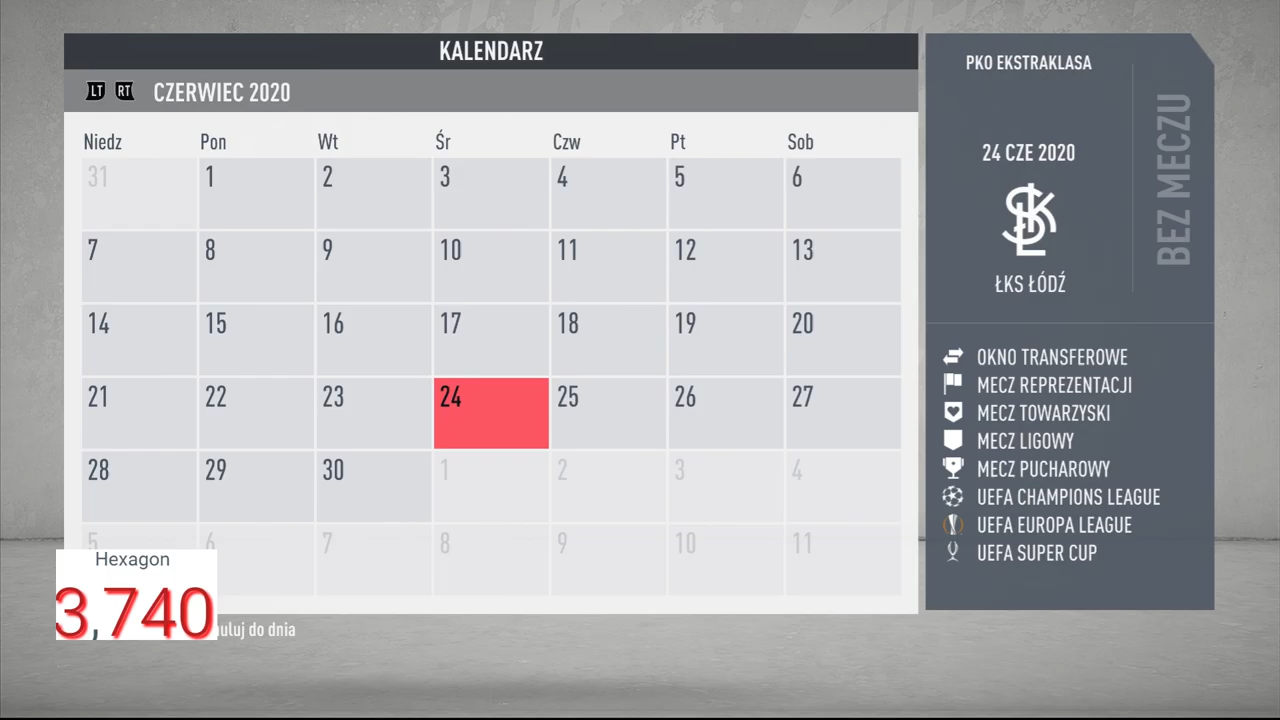 KALENDARZ
LT RT CZERWIEC 2020
Niedz Pon Wt Śr Czw Pt Sob
31 1 2 3 4 5 6
7 8 9 10 11 12 13
14 15 16 17 18 19 20
21 22 23 24 25 26 27
28 29 30 1 2 3 4
5 6 7 8 9 10 11
Hexagon
3,740
do dnia
PKO EKSTRAKLASA
24 CZE 2020
ŁKS ŁÓDŹ
BEZ MECZU
OKNO TRANSFEROWE
MECZ REPREZENTACJI
MECZ TOWARZYSKI
MECZ LIGOWY
MECZ PUCHAROWY
UEFA CHAMPIONS LEAGUE
UEFA EUROPA LEAGUE
UEFA SUPER CUP